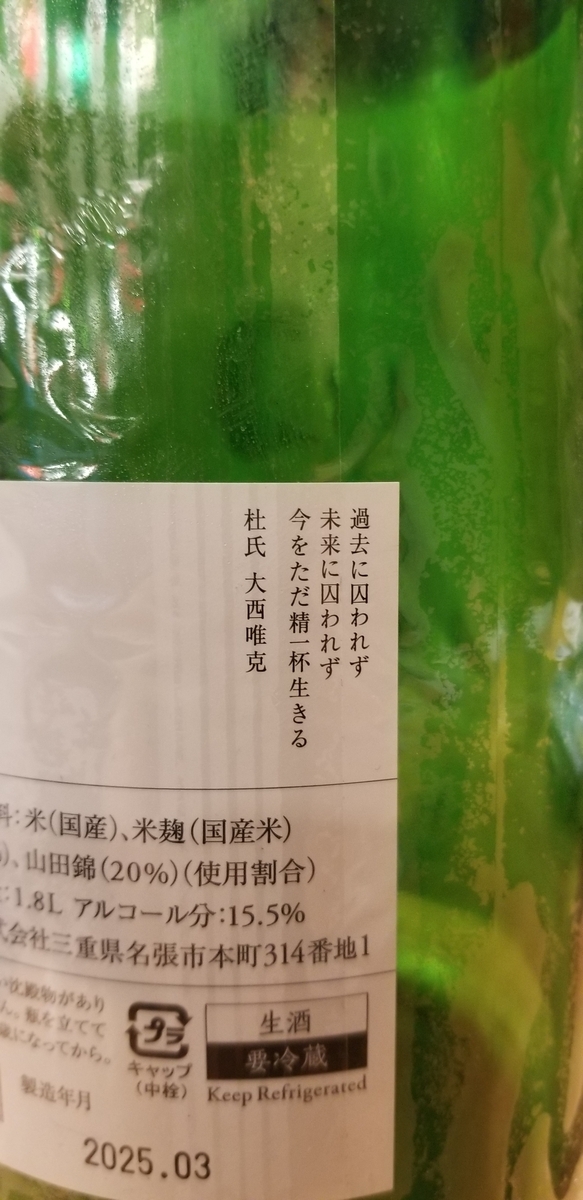 過去に囚われず
未来に囚われず
今をただ精一杯生きる
杜氏 大西唯克
料:米(国産)、米麹(国産米)
)、山田錦(20%)(使用割合)
:1.8L アルコール分:15.5%
式会社三重県名張市本町314番地1
い沈殿物があり
ん。瓶を立てて
になってから。
プラ
キャップ
(中栓)
生酒
要冷蔵
Keep Refrigerated
製造年月
2025.03